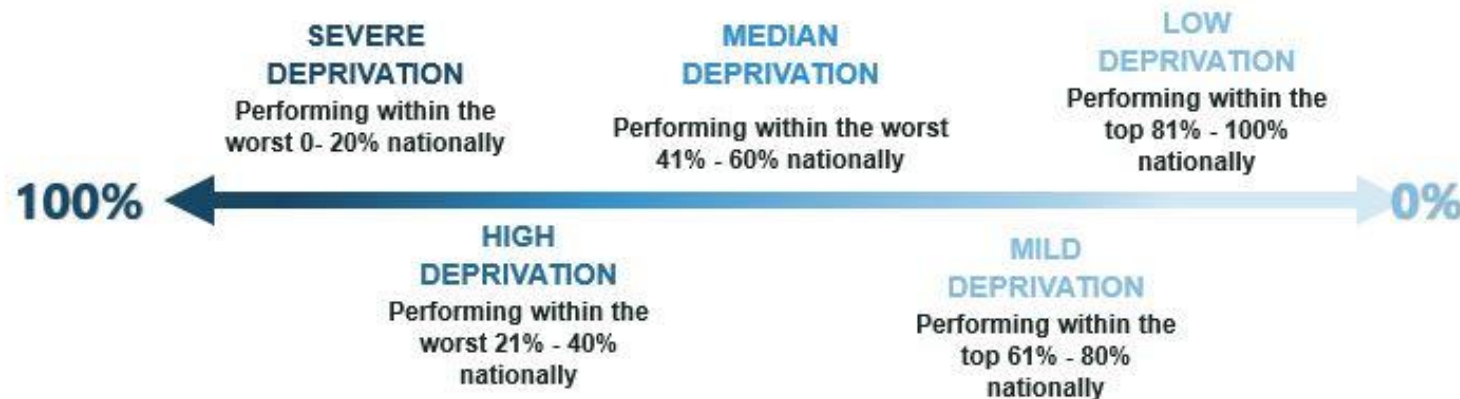 SEVERE
DEPRIVATION
Performing within the
worst 0- 20% nationally
MEDIAN
DEPRIVATION
Performing within the worst
41% - 60% nationally
LOW
DEPRIVATION
Performing within the
top 81% - 100%
nationally
100%
0%
HIGH
DEPRIVATION
Performing within the
worst 21% - 40%
nationally
MILD
DEPRIVATION
Performing within the
top 61% - 80%
nationally